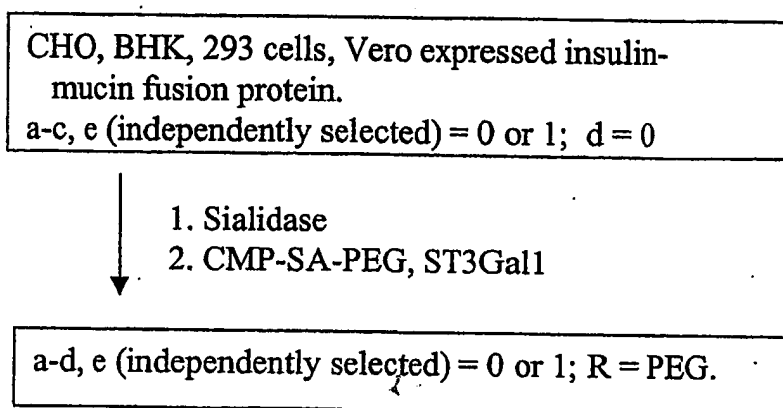 CHO, BHK, 293 cells, Vero expressed insulin-
mucin fusion protein.
a-c, e (independently selected) = 0 or 1; d = 0
1. Sialidase
2. CMP-SA-PEG, ST3Gal1
a-d, e (independently selected) = 0 or 1; R = PEG.